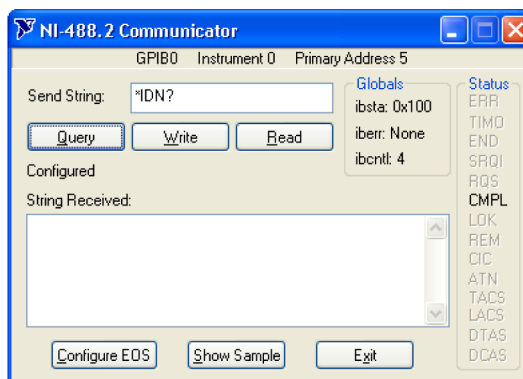 NI-488.2 Communicator
GPIB0 Instrument 0 Primary Address 5
Send String: *IDN?
Query Write Read
Configured
String Received:
Configure EOS Show Sample Exit
Globals
ibsta: 0x100
iberr: None
ibcntl: 4
Status
ERR
TIMO
END
SRQI
RQS
CMPL
LOK
REM
CIC
ATN
TACS
LACS
DTAS
DCAS